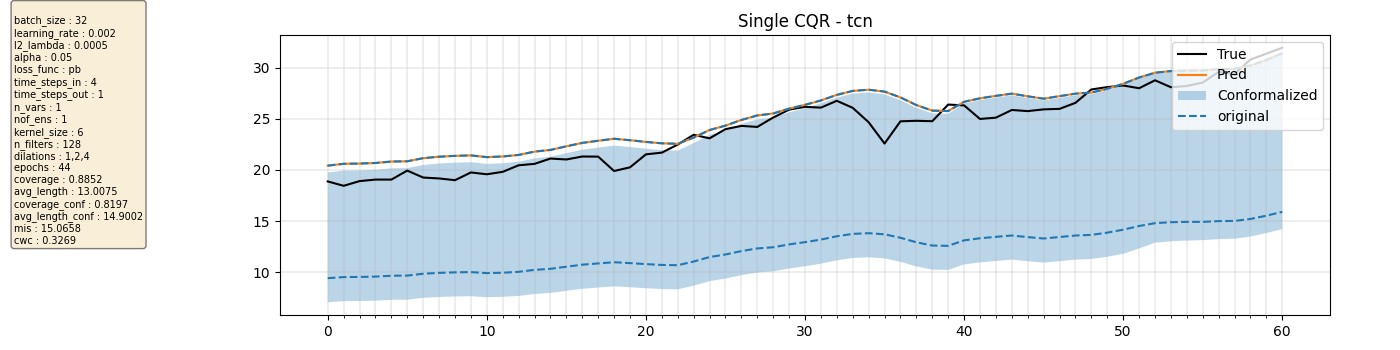 batch_size : 32
learning_rate : 0.002
l2_lambda : 0.0005
alpha : 0.05
loss_func : pb
time_steps_in : 4
time_steps_out : 1
n_vars : 1
nof_ens : 1
kernel_size : 6
n_filters : 128
dilations : 1,2,4
epochs : 44
coverage : 0.8852
avg_length : 13.0075
coverage_conf : 0.8197
avg_length_conf : 14.9002
mis : 15.0658
cwc : 0.3269
Single CQR - tcn
30
25
20
15
10
0 10 20 30 40 50 60
True
Pred
Conformalized
original